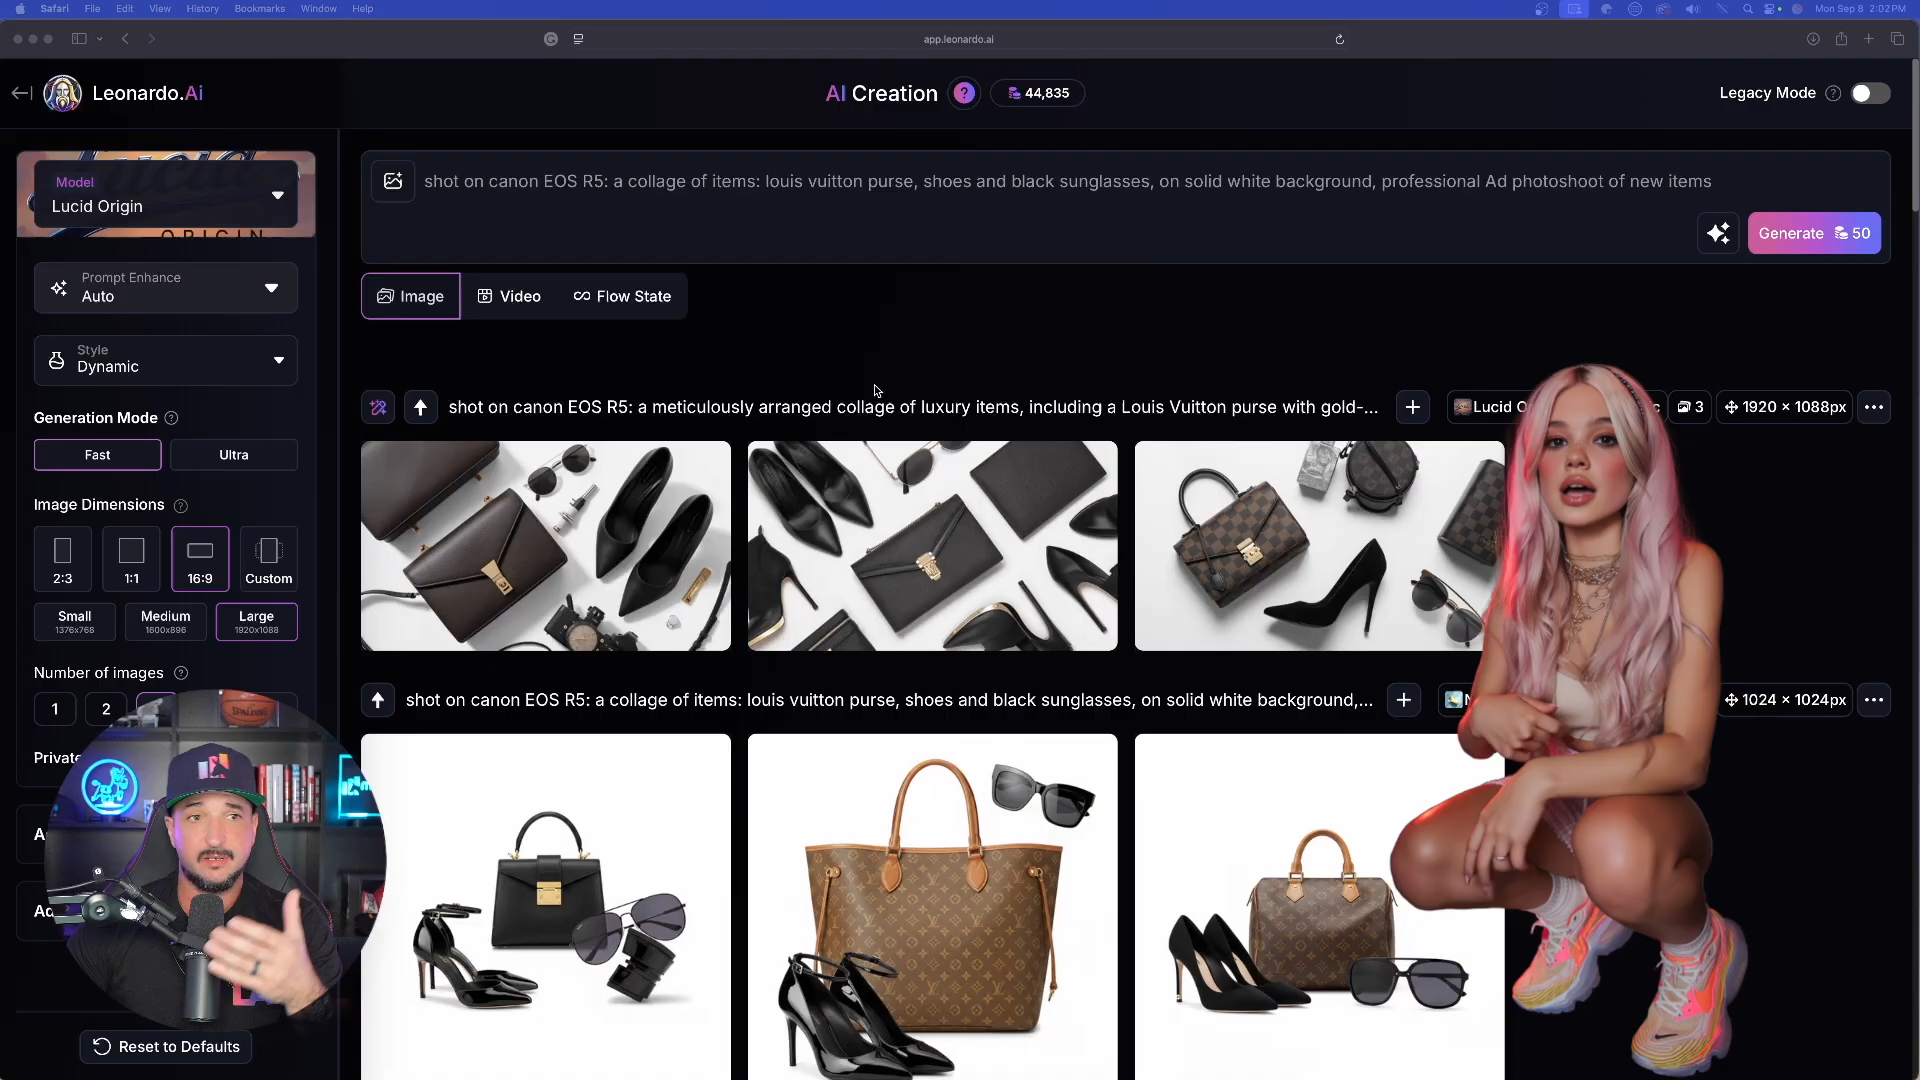 Safari File Edit View History Bookmarks Window Help
Mon Sep 8 2:02 PM
app.leonardo.ai
Leonardo.Ai
AI Creation ? 44,835
Legacy Mode ?
Model
Lucid Origin
ORIGIN
shot on canon EOS R5: a collage of items: louis vuitton purse, shoes and black sunglasses, on solid white background, professional Ad photoshoot of new items
Generate 50
Prompt Enhance
Auto
Image Video Flow State
Style
Dynamic
Generation Mode ?
Fast Ultra
shot on canon EOS R5: a meticulously arranged collage of luxury items, including a Louis Vuitton purse with gold-...
Lucid 3 1920 × 1088px
Image Dimensions ?
2:3 1:1 16:9 Custom
Small Medium Large
1376x768 1600x896 1920x1088
Number of images ?
1 2
SPALDING
shot on canon EOS R5: a collage of items: louis vuitton purse, shoes and black sunglasses, on solid white background,...
1024 × 1024px
Private
Reset to Defaults